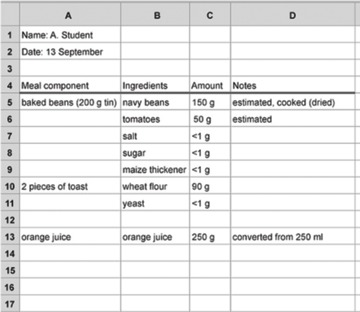 A B C D
1 Name: A. Student
2 Date: 13 September
3
4 Meal component Ingredients Amount Notes
5 baked beans (200 g tin) navy beans 150 g estimated, cooked (dried)
6 tomatoes 50 g estimated
7 salt <1 g
8 sugar <1 g
9 maize thickener <1 g
10 2 pieces of toast wheat flour 90 g
11 yeast <1 g
12
13 orange juice orange juice 250 g converted from 250 ml
14
15
16
17